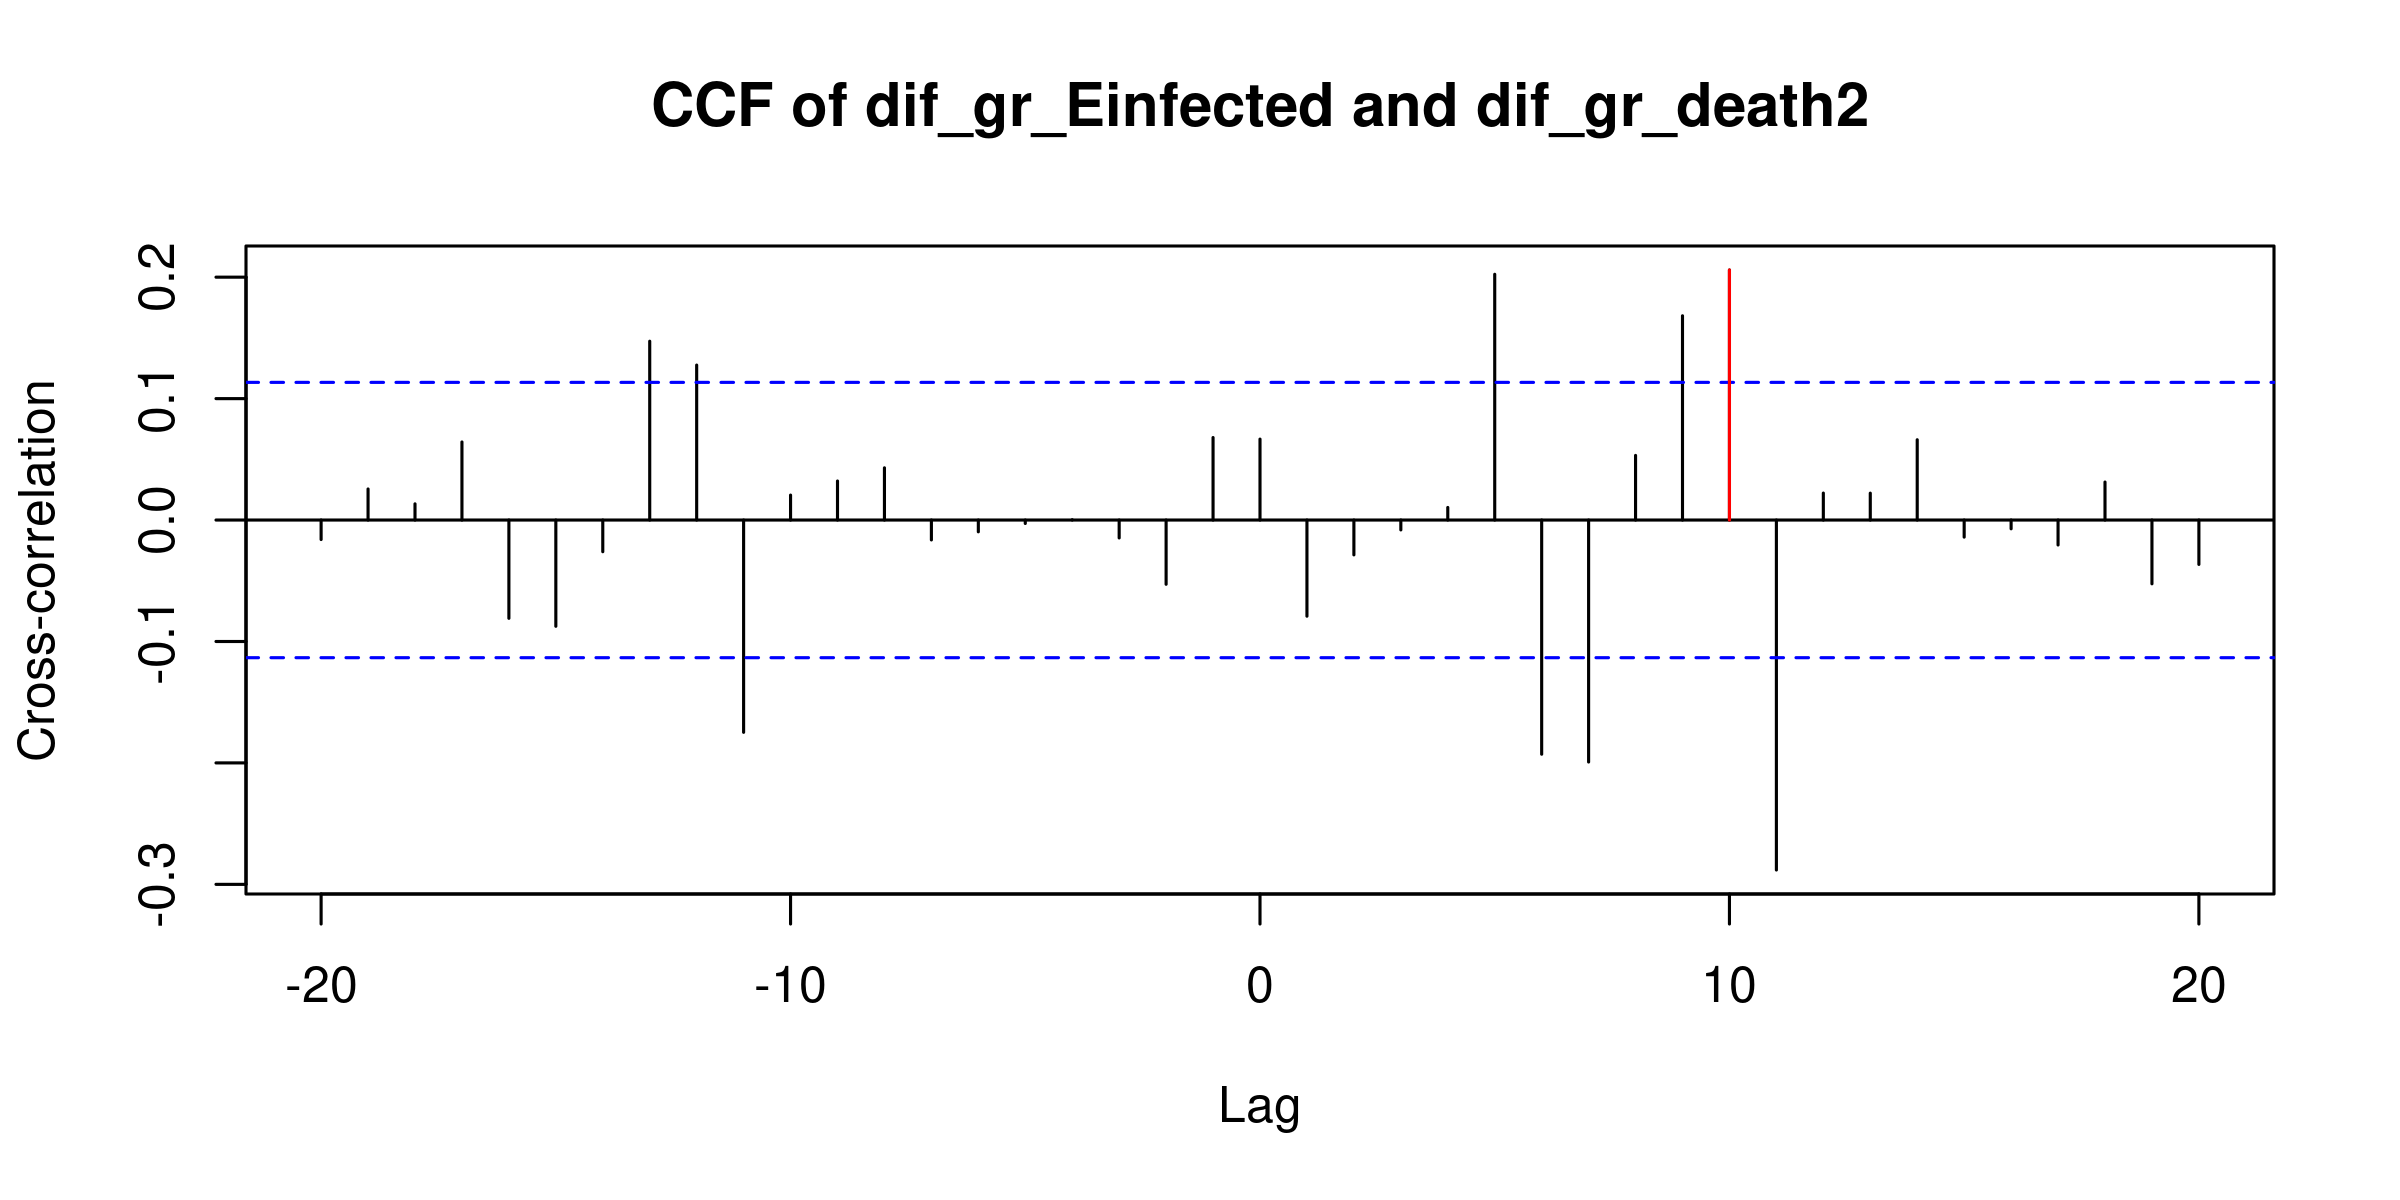 CCF of dif_gr_Einfected and dif_gr_death2
Cross-correlation
0.2
0.1
0.0
-0.1
-0.3
-20 -10 0 10 20
Lag